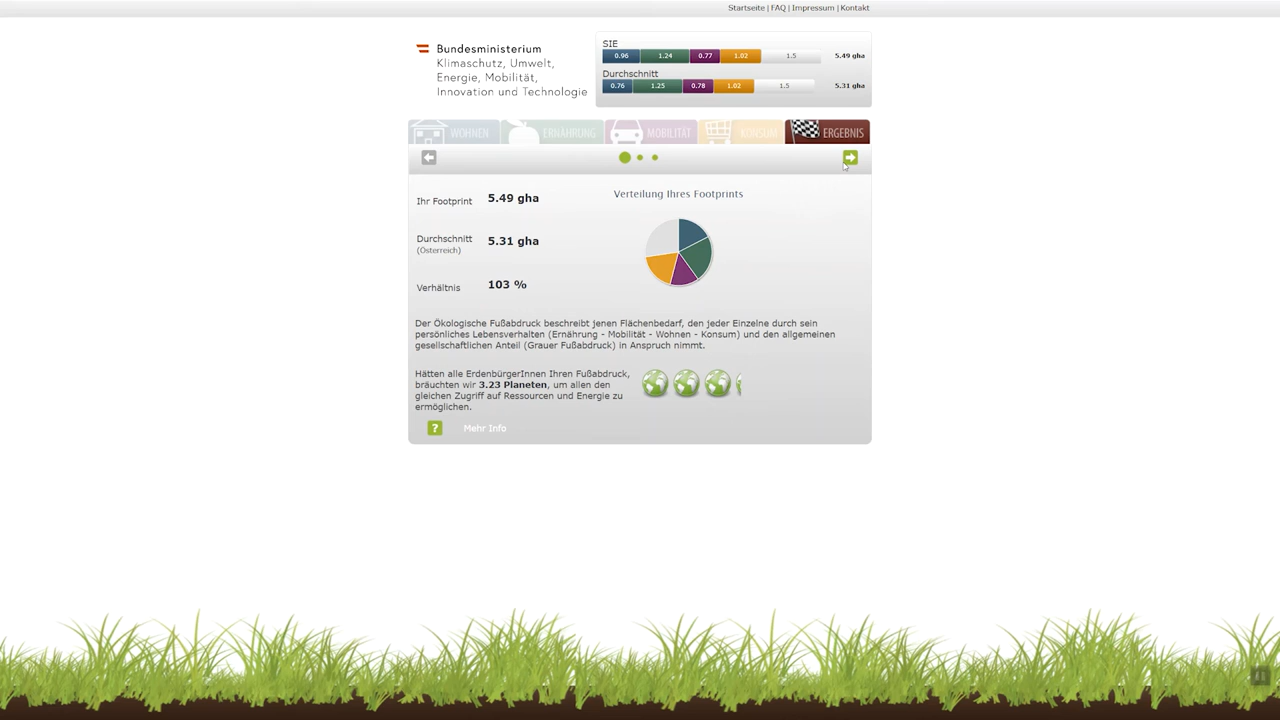 Startseite | FAQ | Impressum | Kontakt
Bundesministerium
Klimaschutz, Umwelt,
Energie, Mobilität,
Innovation und Technologie
SIE
0.96 1.24 0.77 1.02 1.5 5.49 gha
Durchschnitt
0.76 1.25 0.78 1.02 1.5 5.31 gha
WOHNEN ERNÄHRUNG MOBILITÄT KONSUM ERGEBNIS
Ihr Footprint 5.49 gha
Durchschnitt 5.31 gha
(Österreich)
Verhältnis 103 %
Verteilung Ihres Footprints
Der Ökologische Fußabdruck beschreibt jenen Flächenbedarf, den jeder Einzelne durch sein
persönliches Lebensverhalten (Ernährung - Mobilität - Wohnen - Konsum) und den allgemeinen
gesellschaftlichen Anteil (Grauer Fußabdruck) in Anspruch nimmt.
Hätten alle ErdenbürgerInnen Ihren Fußabdruck,
bräuchten wir 3.23 Planeten, um allen den
gleichen Zugriff auf Ressourcen und Energie zu
ermöglichen.
? Mehr Info